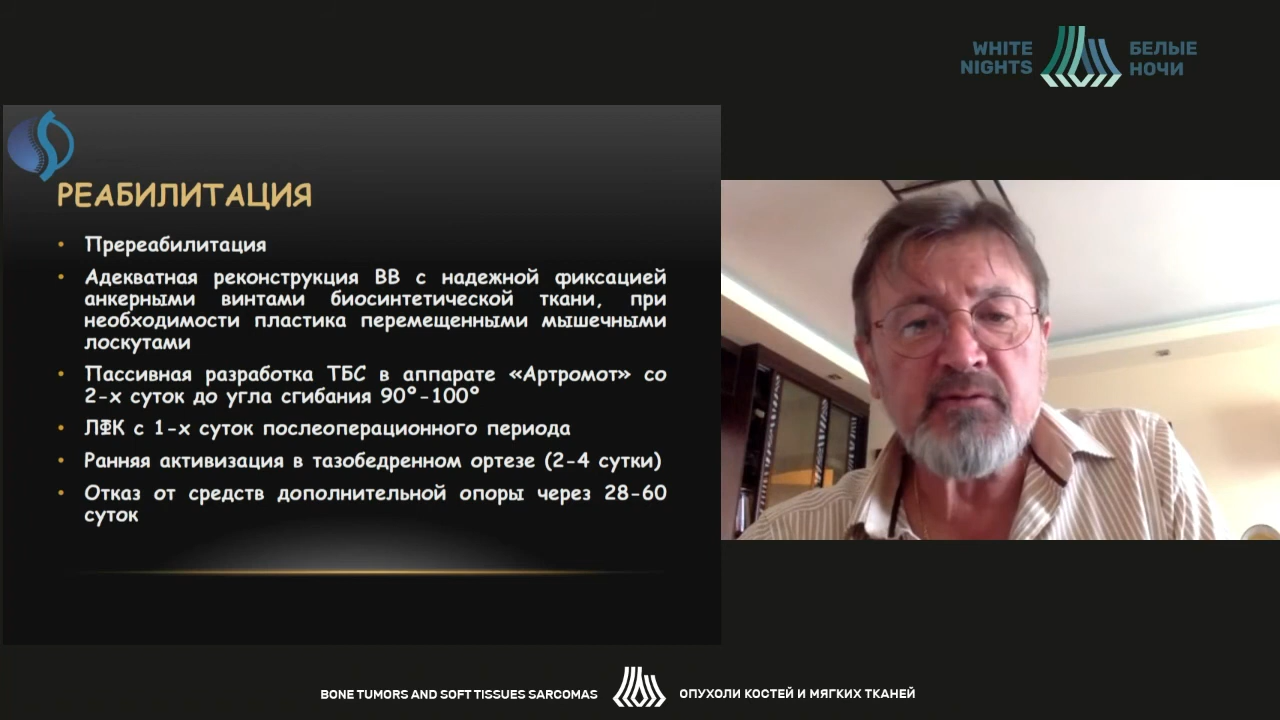 WHITE
NIGHTS
БЕЛЫЕ
НОЧИ
РЕАБИЛИТАЦИЯ
• Пререабилитация
• Адекватная реконструкция ВВ с надежной фиксацией
анкерными винтами биосинтетической ткани, при
необходимости пластика перемещенными мышечными
лоскутами
• Пассивная разработка ТБС в аппарате «Артромот» со
2-х суток до угла сгибания 90°-100°
• ЛФК с 1-х суток послеоперационного периода
• Ранняя активизация в тазобедренном ортезе (2-4 сутки)
• Отказ от средств дополнительной опоры через 28-60
суток
BONE TUMORS AND SOFT TISSUES SARCOMAS
ОПУХОЛИ КОСТЕЙ И МЯГКИХ ТКАНЕЙ